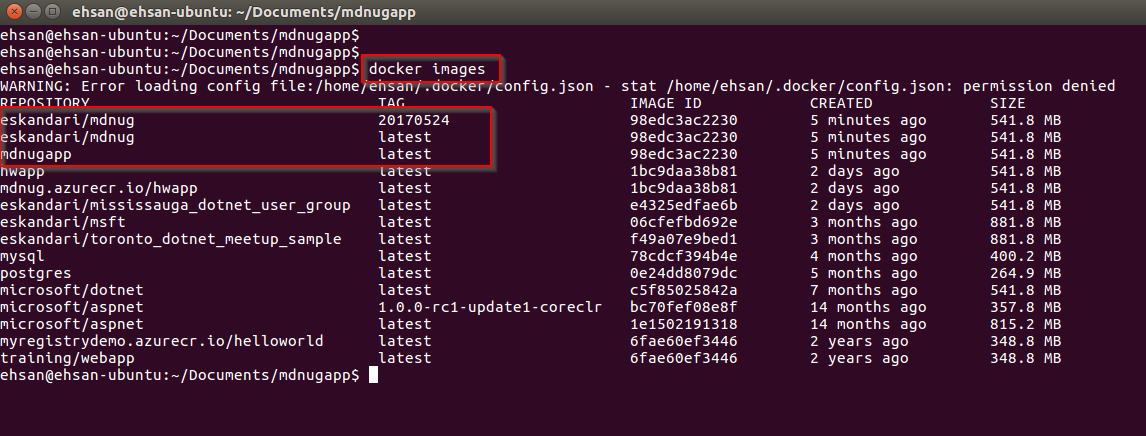 ehsan@ehsan-ubuntu: ~/Documents/mdnugapp
ehsan@ehsan-ubuntu:~/Documents/mdnugapp$
ehsan@ehsan-ubuntu:~/Documents/mdnugapp$
ehsan@ehsan-ubuntu:~/Documents/mdnugapp$ docker images
WARNING: Error loading config file:/home/ehsan/.docker/config.json - stat /home/ehsan/.docker/config.json: permission denied
REPOSITORY TAG IMAGE ID CREATED SIZE
eskandari/mdnug 20170524 98edc3ac2230 5 minutes ago 541.8 MB
eskandari/mdnug latest 98edc3ac2230 5 minutes ago 541.8 MB
mdnugapp latest 98edc3ac2230 5 minutes ago 541.8 MB
hwapp latest 1bc9daa38b81 2 days ago 541.8 MB
mdnug.azurecr.io/hwapp latest 1bc9daa38b81 2 days ago 541.8 MB
eskandari/mississauga_dotnet_user_group latest e4325edfae6b 2 days ago 541.8 MB
eskandari/msft latest 06cfefbd692e 3 months ago 881.8 MB
eskandari/toronto_dotnet_meetup_sample latest f49a07e9bed1 3 months ago 881.8 MB
mysql latest 78cdcf394b4e 4 months ago 400.2 MB
postgres latest 0e24dd8079dc 5 months ago 264.9 MB
microsoft/dotnet latest c5f85025842a 7 months ago 541.8 MB
microsoft/aspnet 1.0.0-rc1-update1-coreclr bc70fef08e8f 14 months ago 357.8 MB
microsoft/aspnet latest 1e1502191318 14 months ago 815.2 MB
myregistrydemo.azurecr.io/helloworld latest 6fae60ef3446 2 years ago 348.8 MB
training/webapp latest 6fae60ef3446 2 years ago 348.8 MB
ehsan@ehsan-ubuntu:~/Documents/mdnugapp$